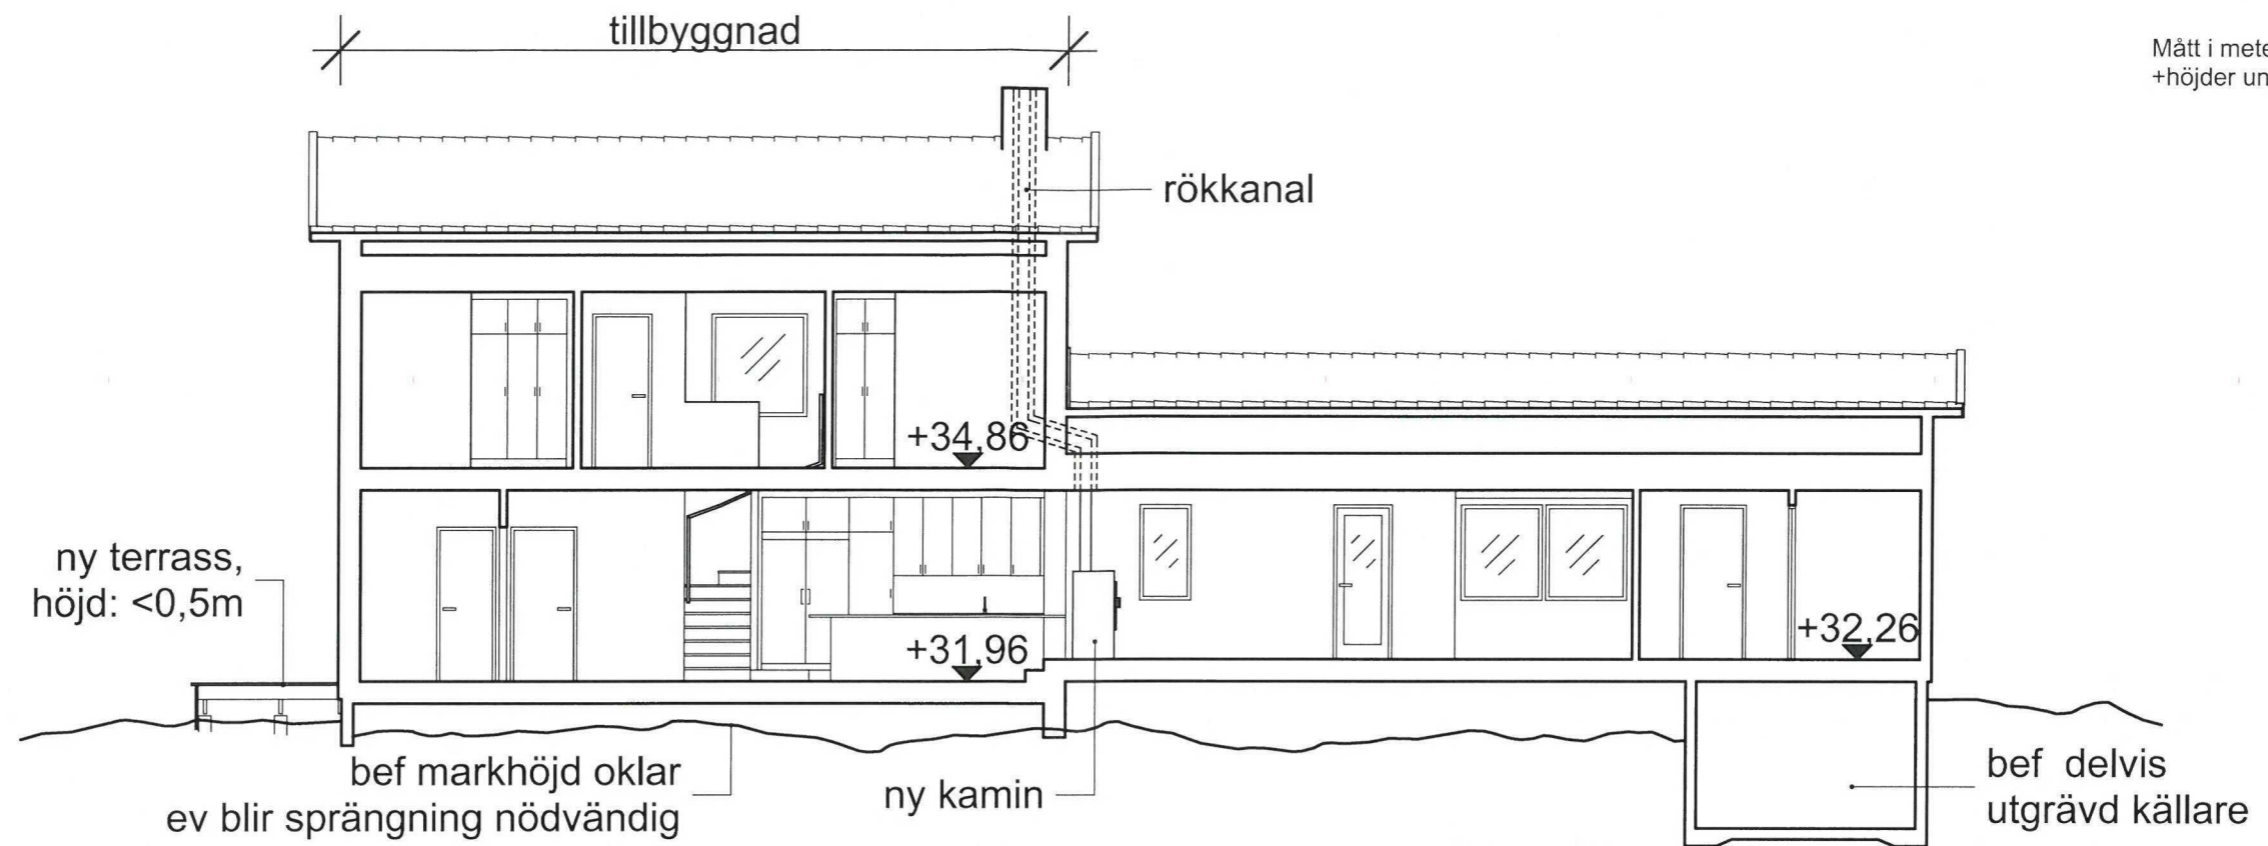 tillbyggnad
Mått i mete
+höjder un
rökkanal
+34,86
ny terrass,
höjd: <0,5m
+31,96
+32,26
bef markhöjd oklar
ev blir sprängning nödvändig
ny kamin
bef delvis
utgrävd källare